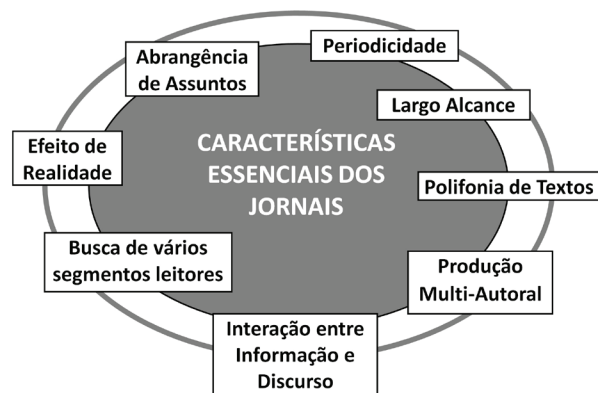 CARACTERÍSTICAS
ESSENCIAIS DOS
JORNAIS
Periodicidade
Largo Alcance
Polifonia de Textos
Produção
Multi-Autoral
Interação entre
Informação e
Discurso
Busca de vários
segmentos leitores
Efeito de
Realidade
Abrangência
de Assuntos